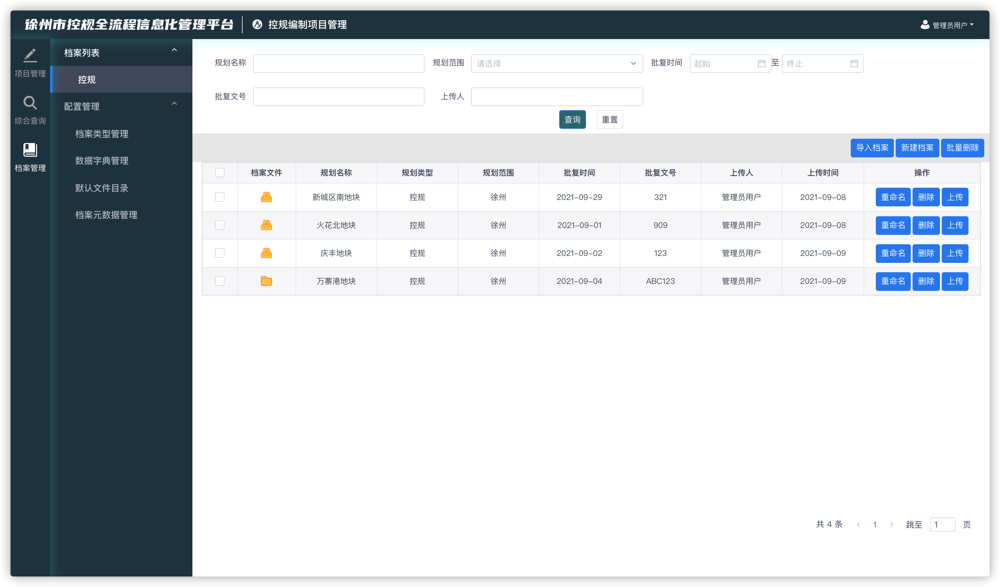 徐州市控规全流程信息化管理平台 控规编制项目管理 管理员用户
项目管理
综合查询
档案管理
档案列表
控规
配置管理
档案类型管理
数据字典管理
默认文件目录
档案元数据管理
规划名称 规划范围 请选择 批复时间 起始 至 终止
批复文号 上传人
查询 重置
导入档案 新建档案 批量删除
档案文件 规划名称 规划类型 规划范围 批复时间 批复文号 上传人 上传时间 操作
新城区南地块 控规 徐州 2021-09-29 321 管理员用户 2021-09-08 重命名 删除 上传
火花北地块 控规 徐州 2021-09-01 909 管理员用户 2021-09-08 重命名 删除 上传
庆丰地块 控规 徐州 2021-09-02 123 管理员用户 2021-09-09 重命名 删除 上传
万寨港地块 控规 徐州 2021-09-04 ABC123 管理员用户 2021-09-09 重命名 删除 上传
共 4 条 1 跳至 1 页